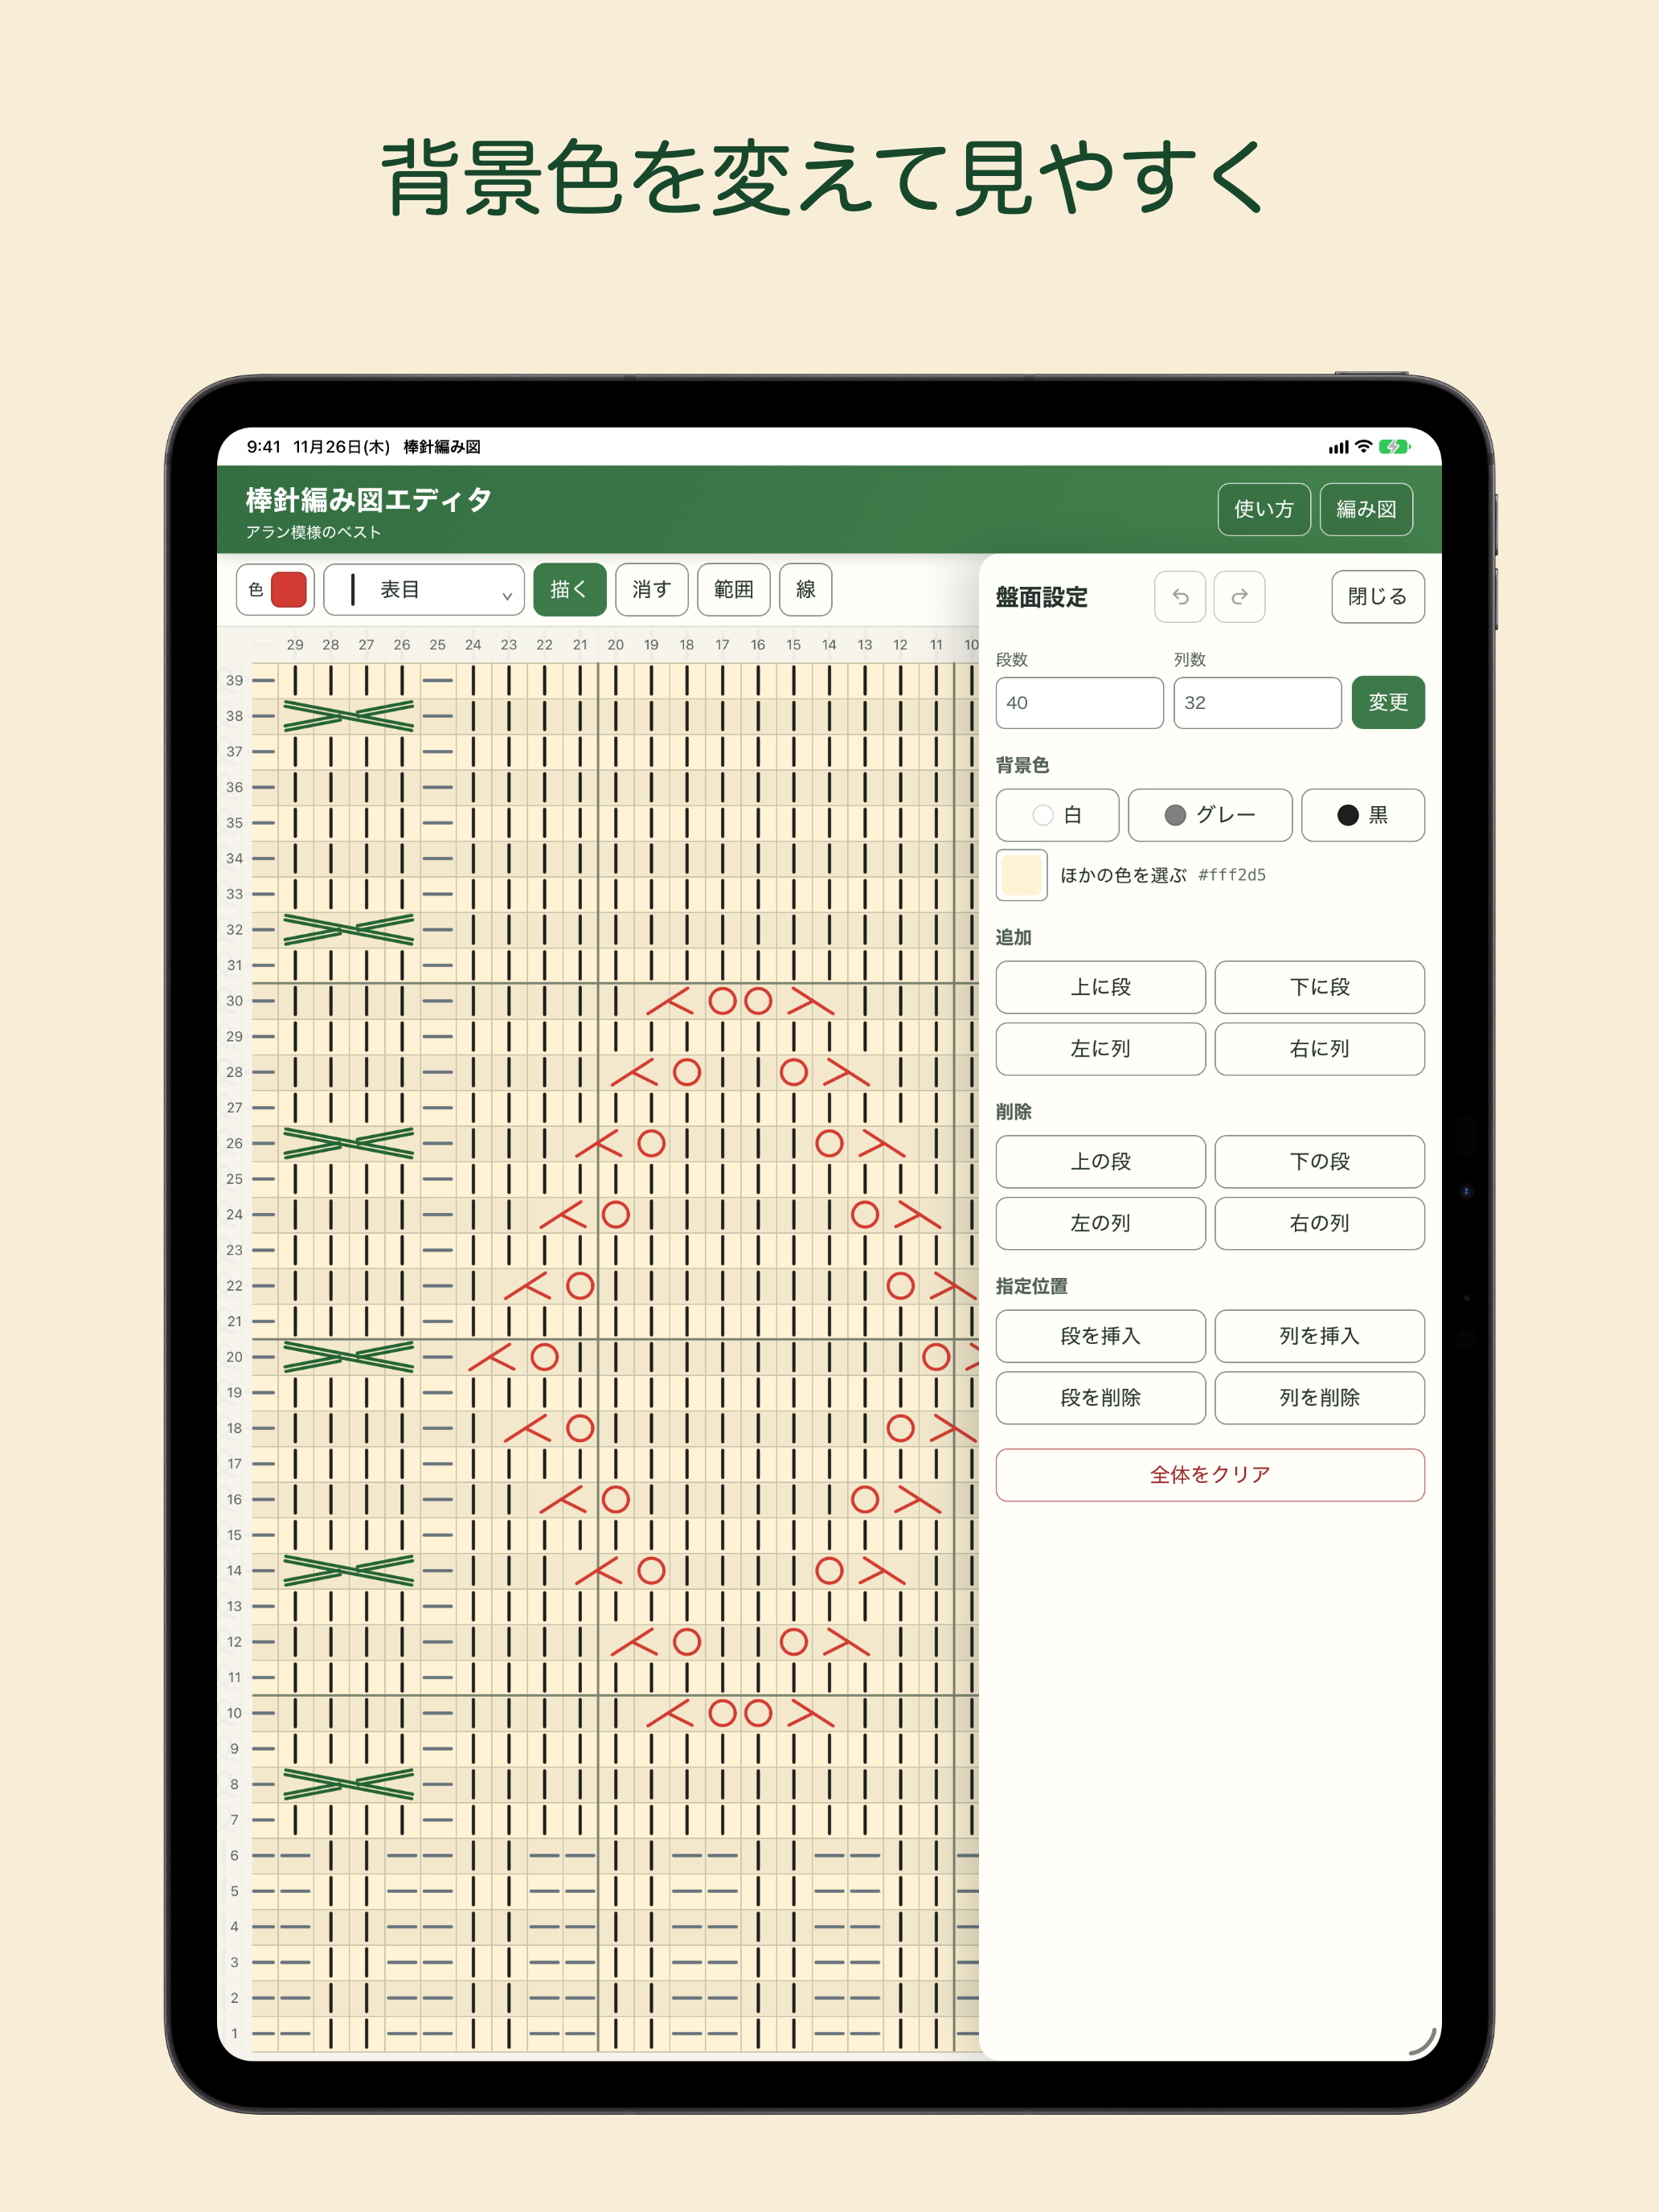 背景色を変えて見やすく
9:41 11月26日(木) 棒針編み図
棒針編み図エディタ
アラン模様のベスト
使い方 編み図
色 表目 描く 消す 範囲 線
29 28 27 26 25 24 23 22 21 20 19 18 17 16 15 14 13 12 11 10
39
38
37
36
35
34
33
32
31
30
29
28
27
26
25
24
23
22
21
20
19
18
17
16
15
14
13
12
11
10
9
8
7
6
5
4
3
2
1
盤面設定 閉じる
段数 列数
40 32 変更
背景色
白 グレー 黒
ほかの色を選ぶ #fff2d5
追加
上に段 下に段
左に列 右に列
削除
上の段 下の段
左の列 右の列
指定位置
段を挿入 列を挿入
段を削除 列を削除
全体をクリア